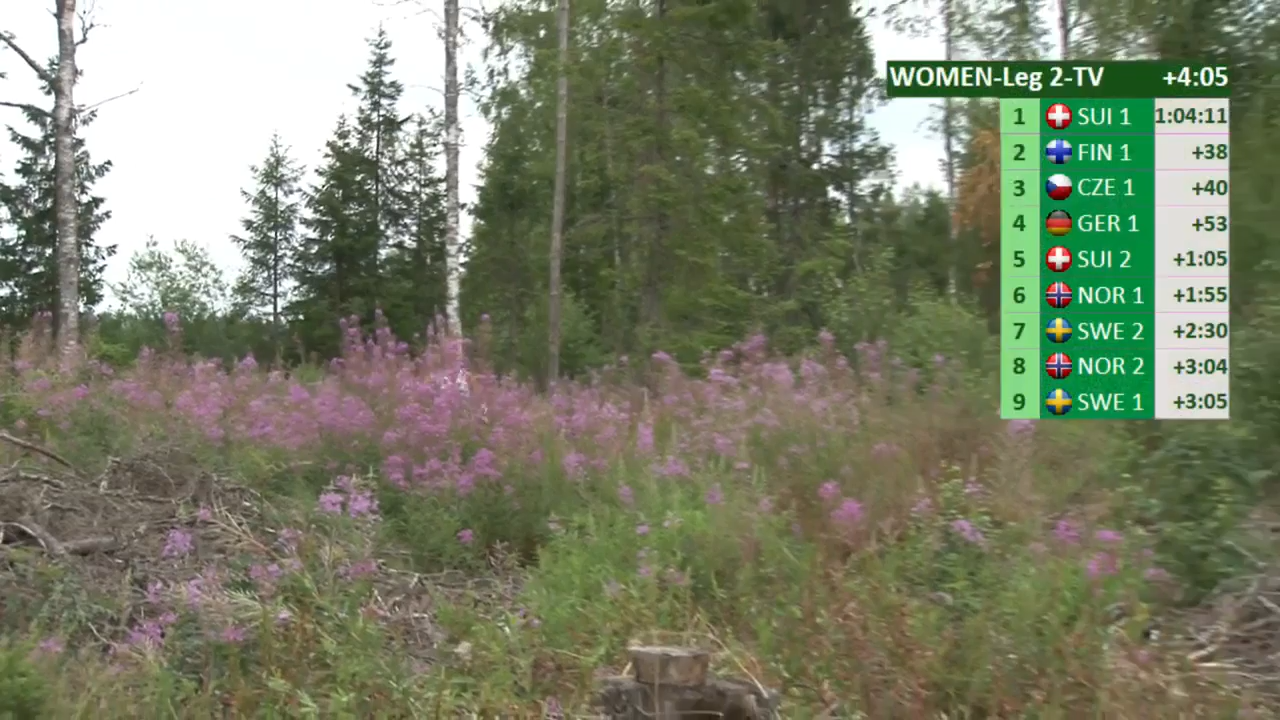 WOMEN-Leg 2-TV +4:05
1 SUI 1 1:04:11
2 FIN 1 +38
3 CZE 1 +40
4 GER 1 +53
5 SUI 2 +1:05
6 NOR 1 +1:55
7 SWE 2 +2:30
8 NOR 2 +3:04
9 SWE 1 +3:05